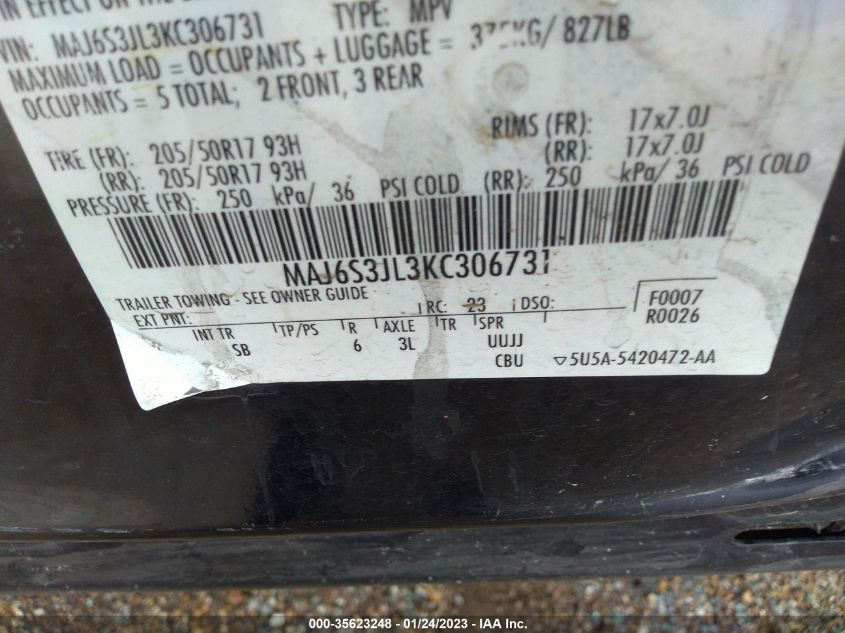 IN EFFECT ON THE
VIN: MAJ6S3JL3KC306731 TYPE: MPV
MAXIMUM LOAD = OCCUPANTS + LUGGAGE = KG/ 827LB
OCCUPANTS = 5 TOTAL; 2 FRONT, 3 REAR
RIMS (FR): 17x7.0J
TIRE (FR): 205/50R17 93H (RR): 17x7.0J
(RR): 205/50R17 93H
PRESSURE (FR): 250 kPa/ 36 PSI COLD (RR): 250 kPa/ 36 PSI COLD
MAJ6S3JL3KC306731
TRAILER TOWING - SEE OWNER GUIDE
EXT PNT: RC: 23 DSO: F0007
R0026
INT TR TP/PS R AXLE TR SPR
SB 6 3L UUJJ
CBU ▽5U5A-5420472-AA
000-35623248 - 01/24/2023 - IAA Inc.